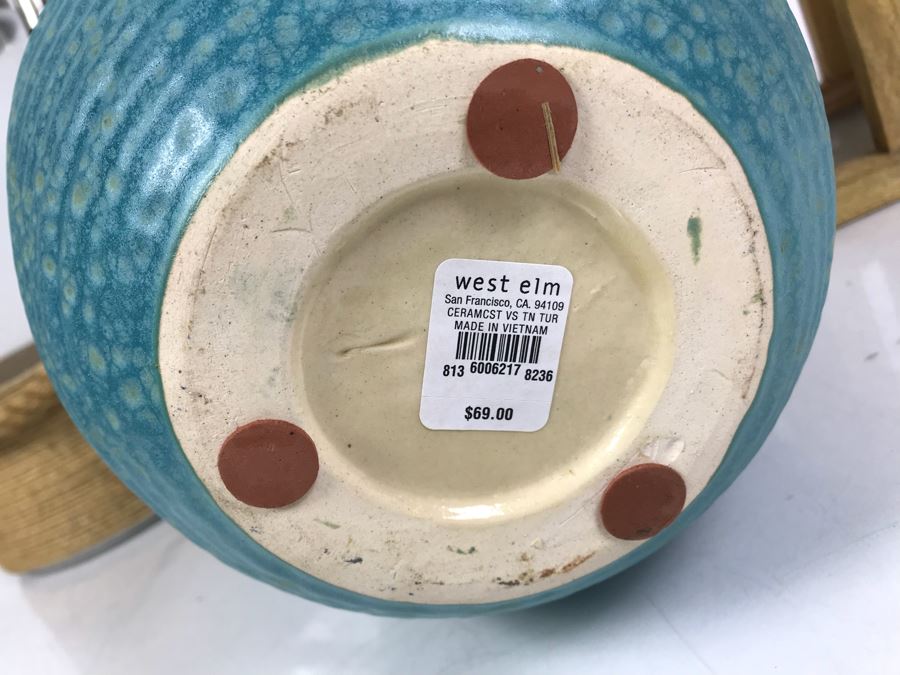 west elm
San Francisco, CA. 94109
CERAMCST VS TN TUR
MADE IN VIETNAM
813 6006217 8236
$69.00